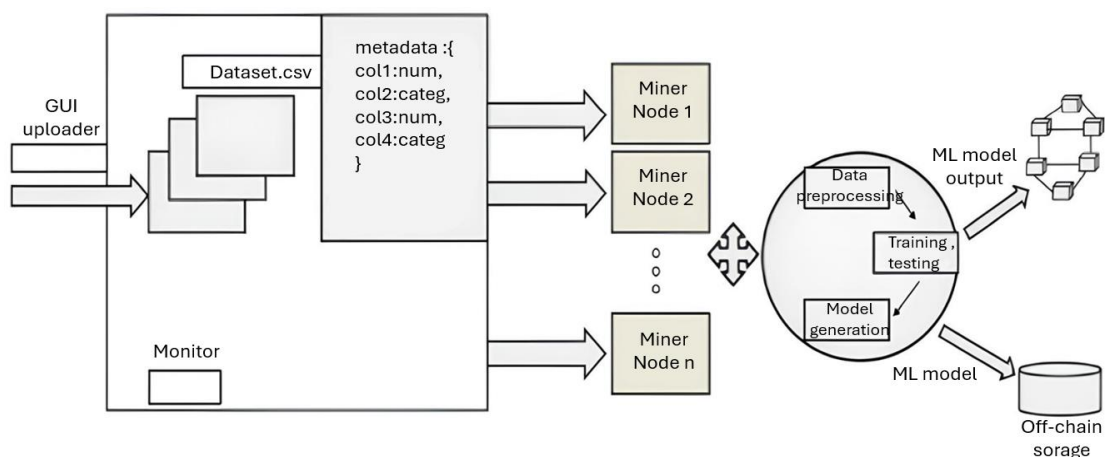 GUI
uploader
Dataset.csv
metadata :{
col1:num,
col2:categ,
col3:num,
col4:categ
}
Monitor
Miner
Node 1
Miner
Node 2
Miner
Node n
Data
preprocessing
Training ,
testing
Model
generation
ML model
output
ML model
Off-chain
sorage